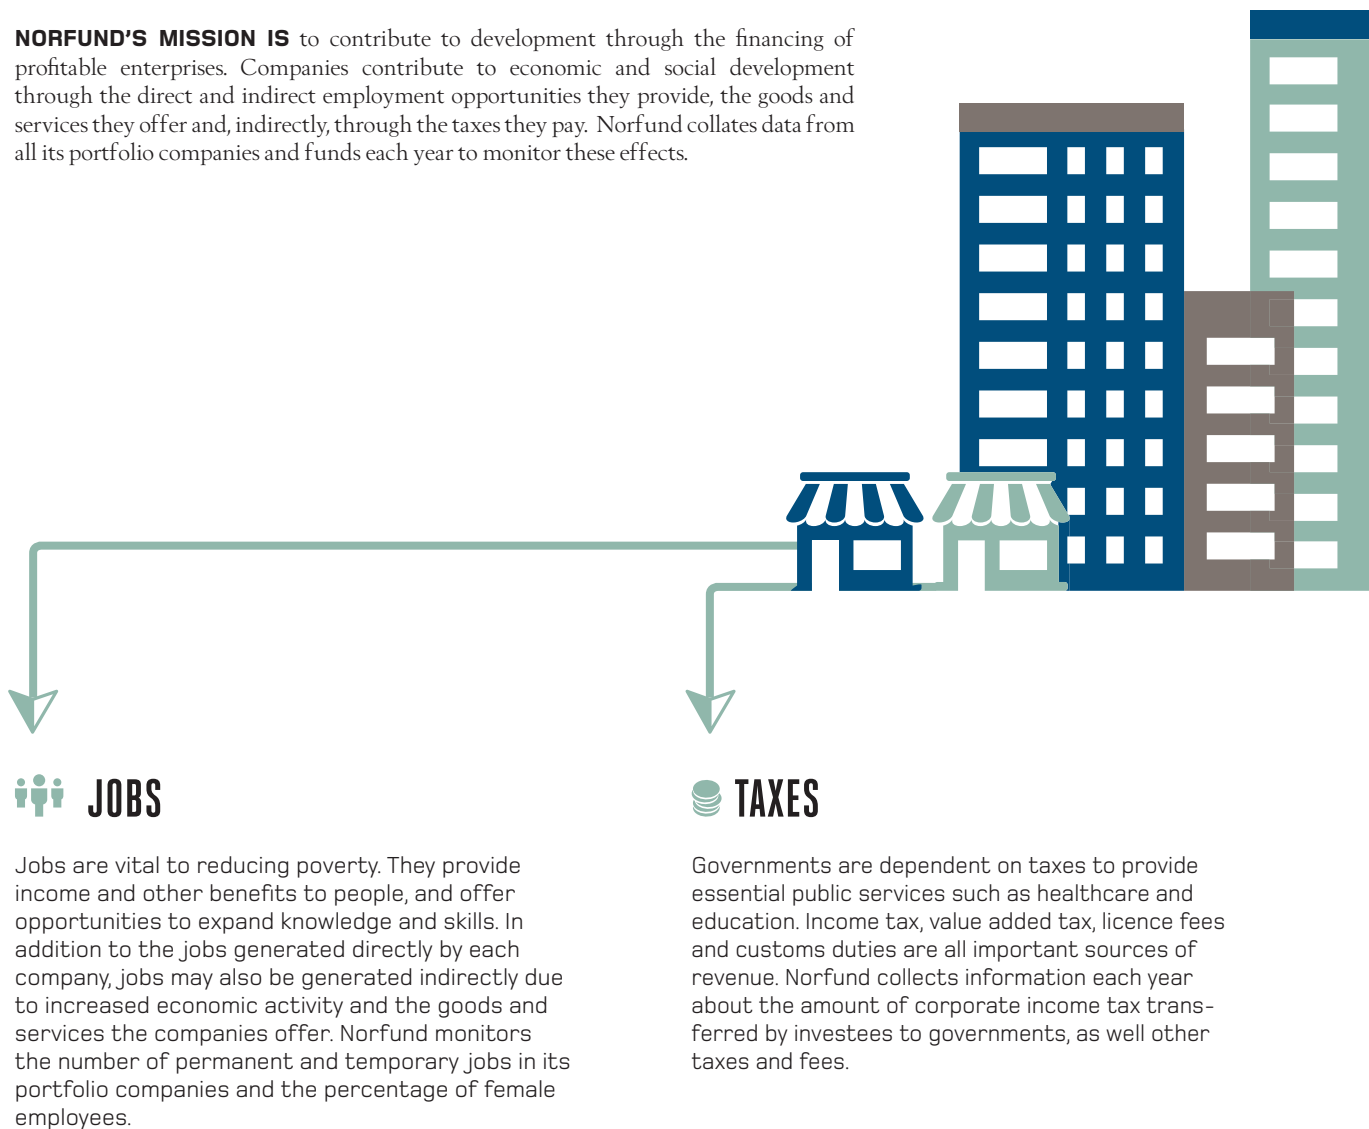 NORFUND'S MISSION IS to contribute to development through the financing of
profitable enterprises. Companies contribute to economic and social development
through the direct and indirect employment opportunities they provide, the goods and
services they offer and, indirectly, through the taxes they pay. Norfund collates data from
all its portfolio companies and funds each year to monitor these effects.
JOBS
Jobs are vital to reducing poverty. They provide
income and other benefits to people, and offer
opportunities to expand knowledge and skills. In
addition to the jobs generated directly by each
company, jobs may also be generated indirectly due
to increased economic activity and the goods and
services the companies offer. Norfund monitors
the number of permanent and temporary jobs in its
portfolio companies and the percentage of female
employees.
TAXES
Governments are dependent on taxes to provide
essential public services such as healthcare and
education. Income tax, value added tax, licence fees
and customs duties are all important sources of
revenue. Norfund collects information each year
about the amount of corporate income tax trans-
ferred by investees to governments, as well other
taxes and fees.